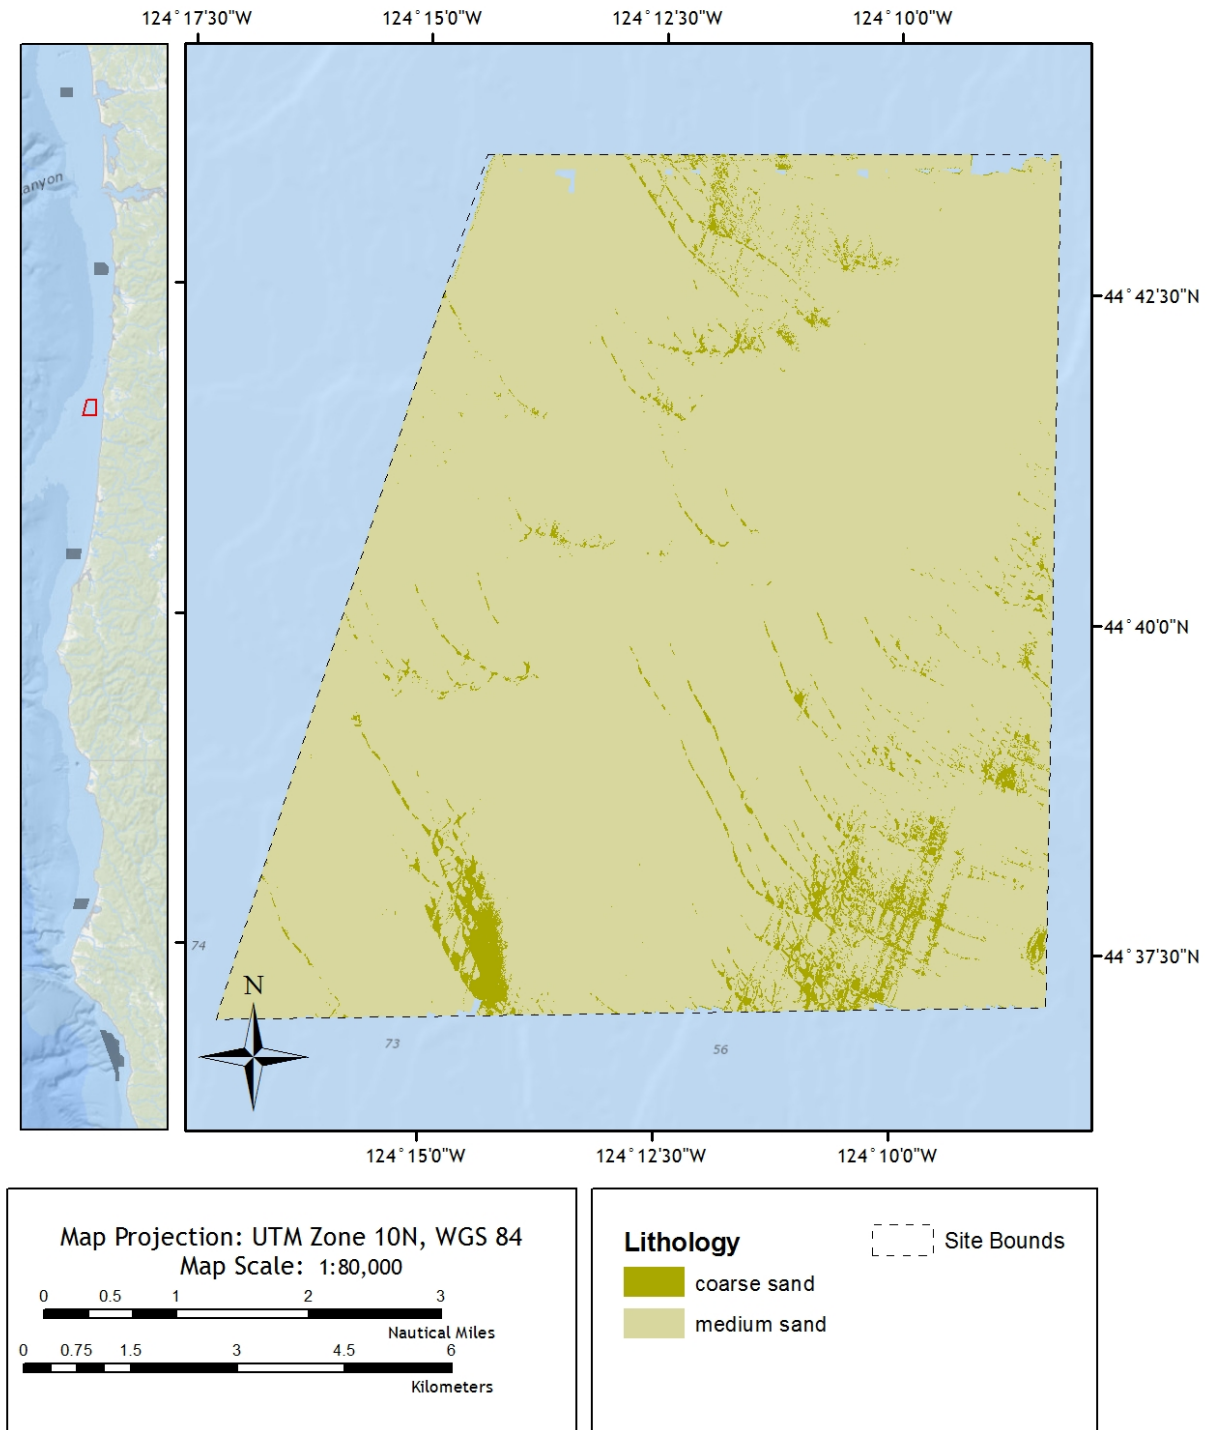 124°17'30"W 124°15'0"W 124°12'30"W 124°10'0"W
anyon
44°42'30"N
44°40'0"N
44°37'30"N
74
N
73
56
124°15'0"W 124°12'30"W 124°10'0"W
Map Projection: UTM Zone 10N, WGS 84
Map Scale: 1:80,000
0 0.5 1 2 3
Nautical Miles
0 0.75 1.5 3 4.5 6
Kilometers
Lithology
coarse sand
medium sand
Site Bounds